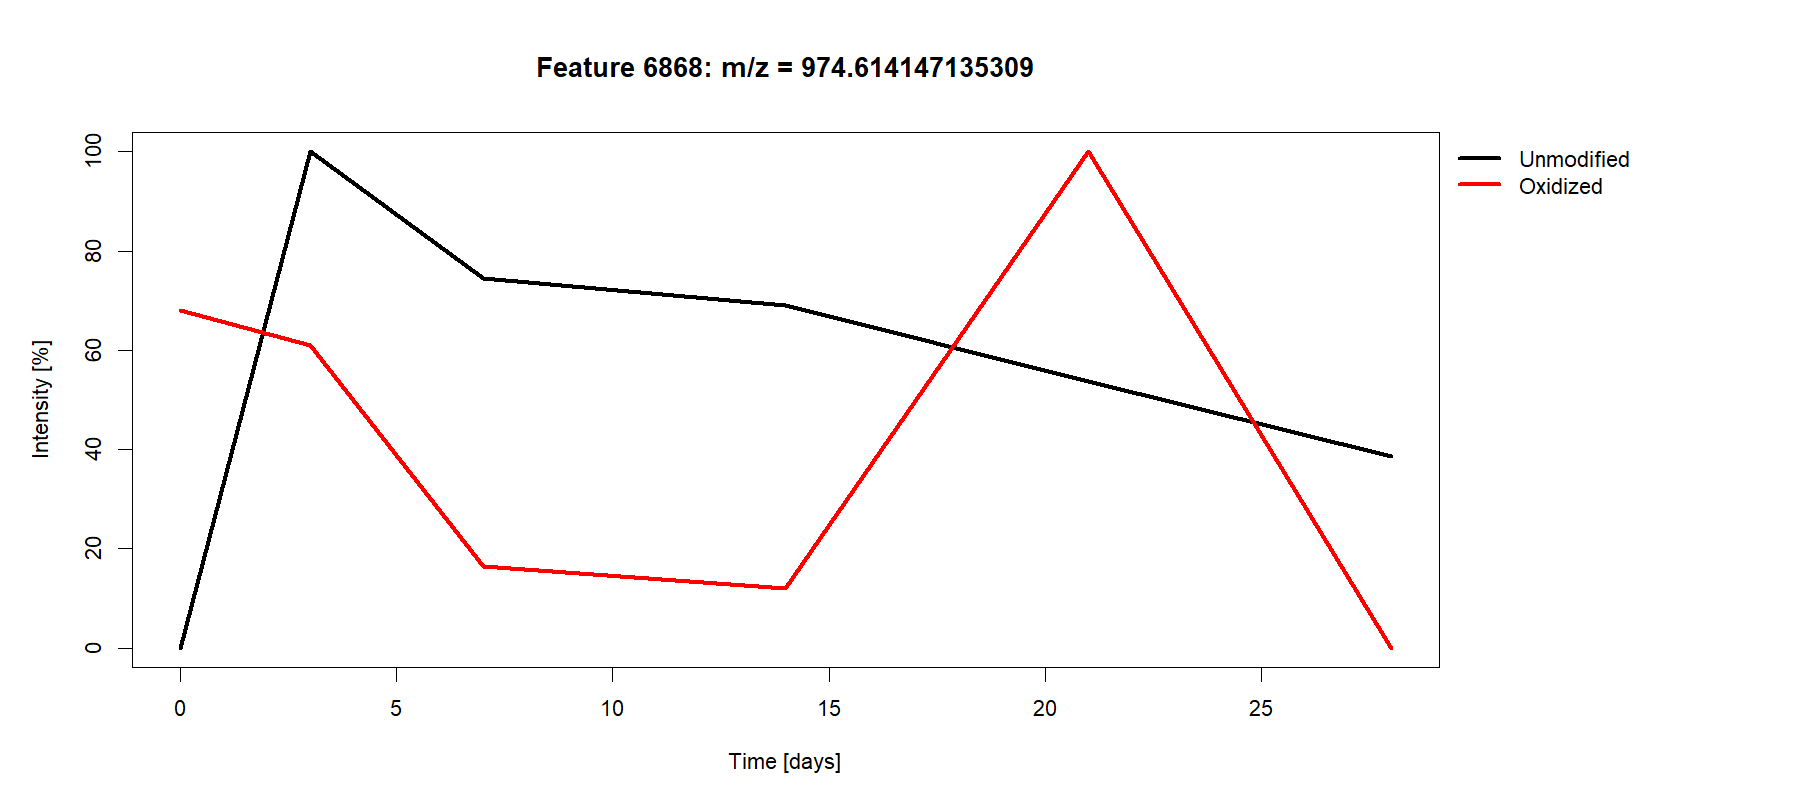 Feature 6868: m/z = 974.614147135309
Unmodified
Oxidized
Intensity [%]
100
80
60
40
20
0
0 5 10 15 20 25
Time [days]